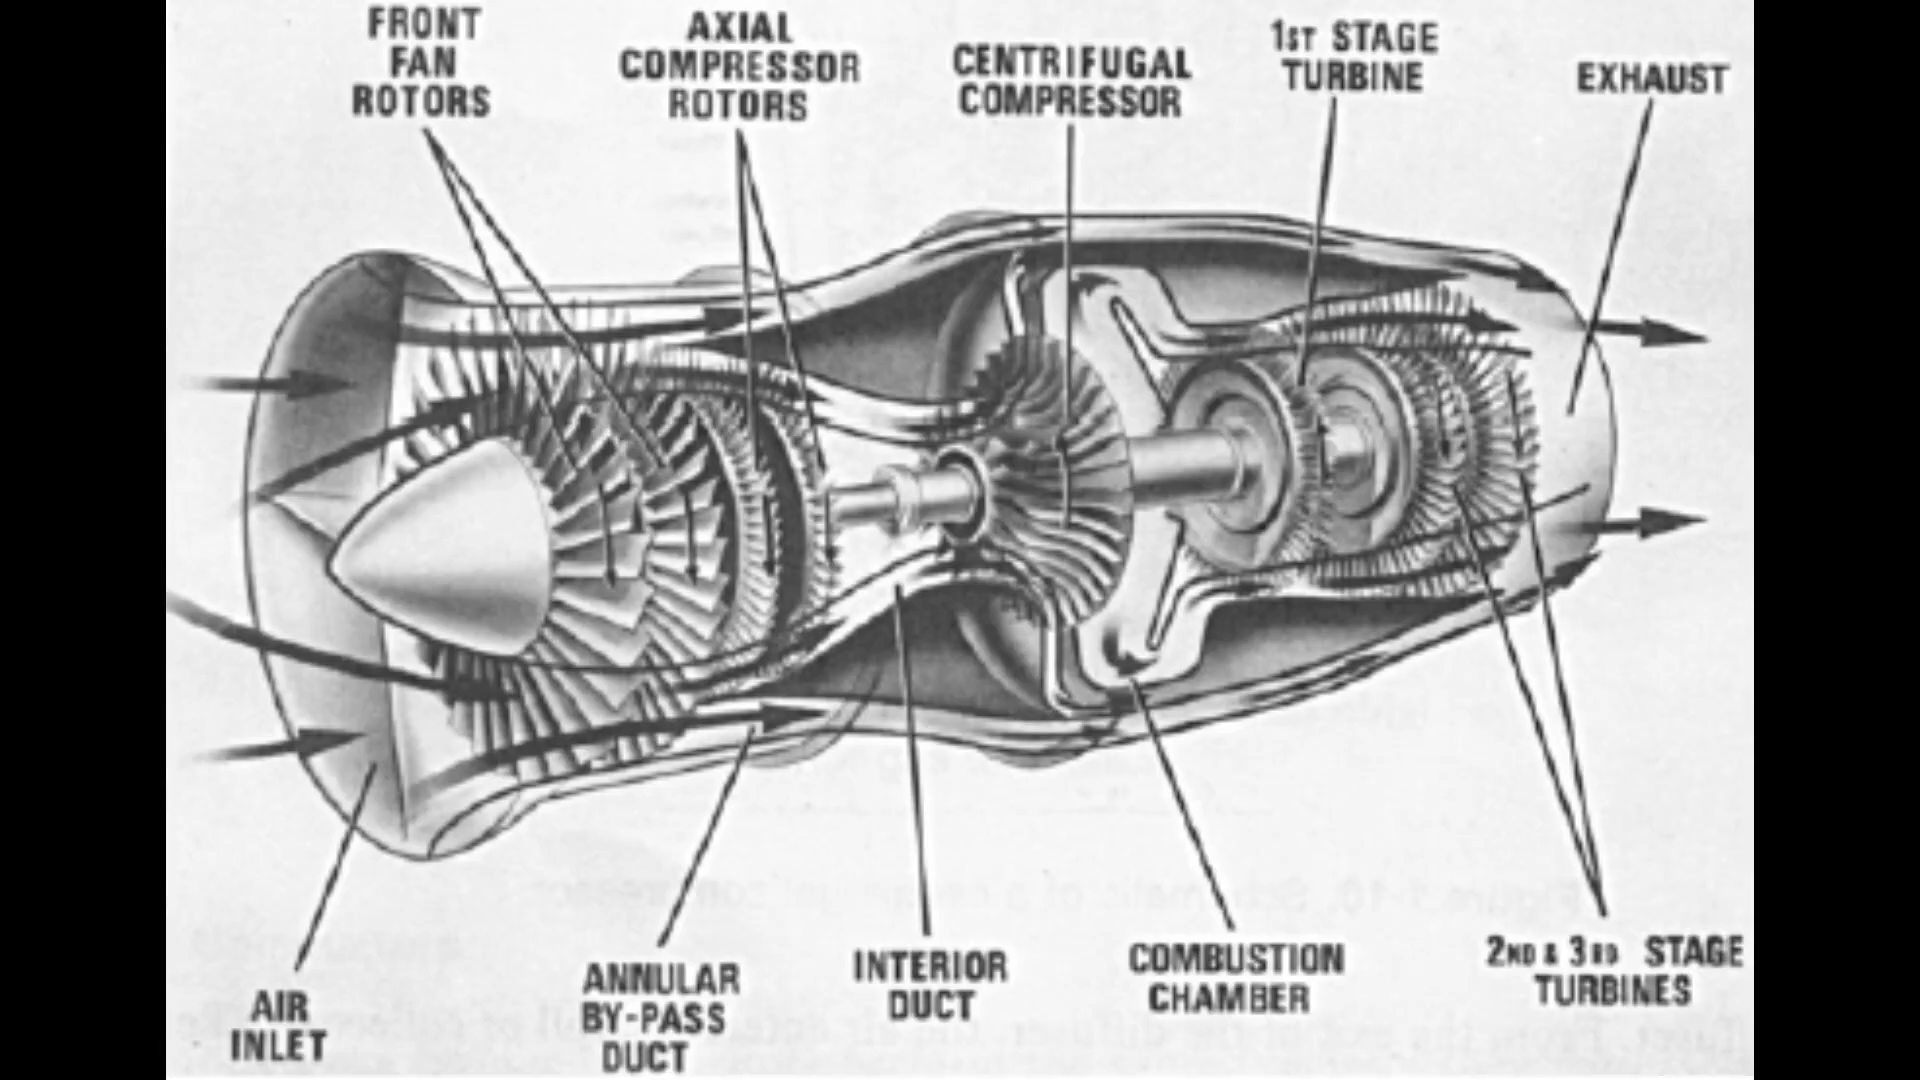 FRONT
FAN
ROTORS
AXIAL
COMPRESSOR
ROTORS
CENTRIFUGAL
COMPRESSOR
1ST STAGE
TURBINE
EXHAUST
AIR
INLET
ANNULAR
BY-PASS
DUCT
INTERIOR
DUCT
COMBUSTION
CHAMBER
2ND & 3RD STAGE
TURBINES